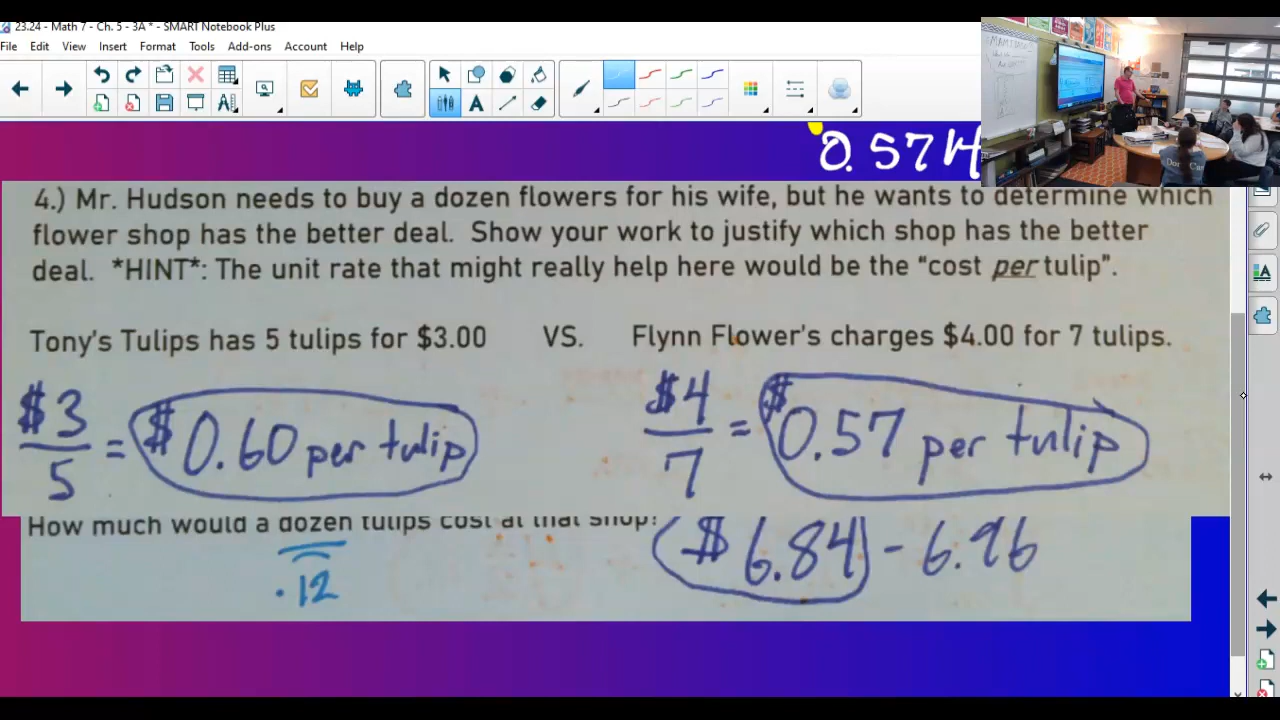 23.24 - Math 7 - Ch. 5 - 3A * - SMART Notebook Plus
File Edit View Insert Format Tools Add-ons Account Help
0.57
4.) Mr. Hudson needs to buy a dozen flowers for his wife, but he wants to determine which
flower shop has the better deal. Show your work to justify which shop has the better
deal. *HINT*: The unit rate that might really help here would be the “cost per tulip”.
Tony's Tulips has 5 tulips for $3.00 VS. Flynn Flower's charges $4.00 for 7 tulips.
$3/5 = $0.60 per tulip $4/7 = $0.57 per tulip
How much would a dozen tulips cost at that shop?
$6.84 - 6.96
.12